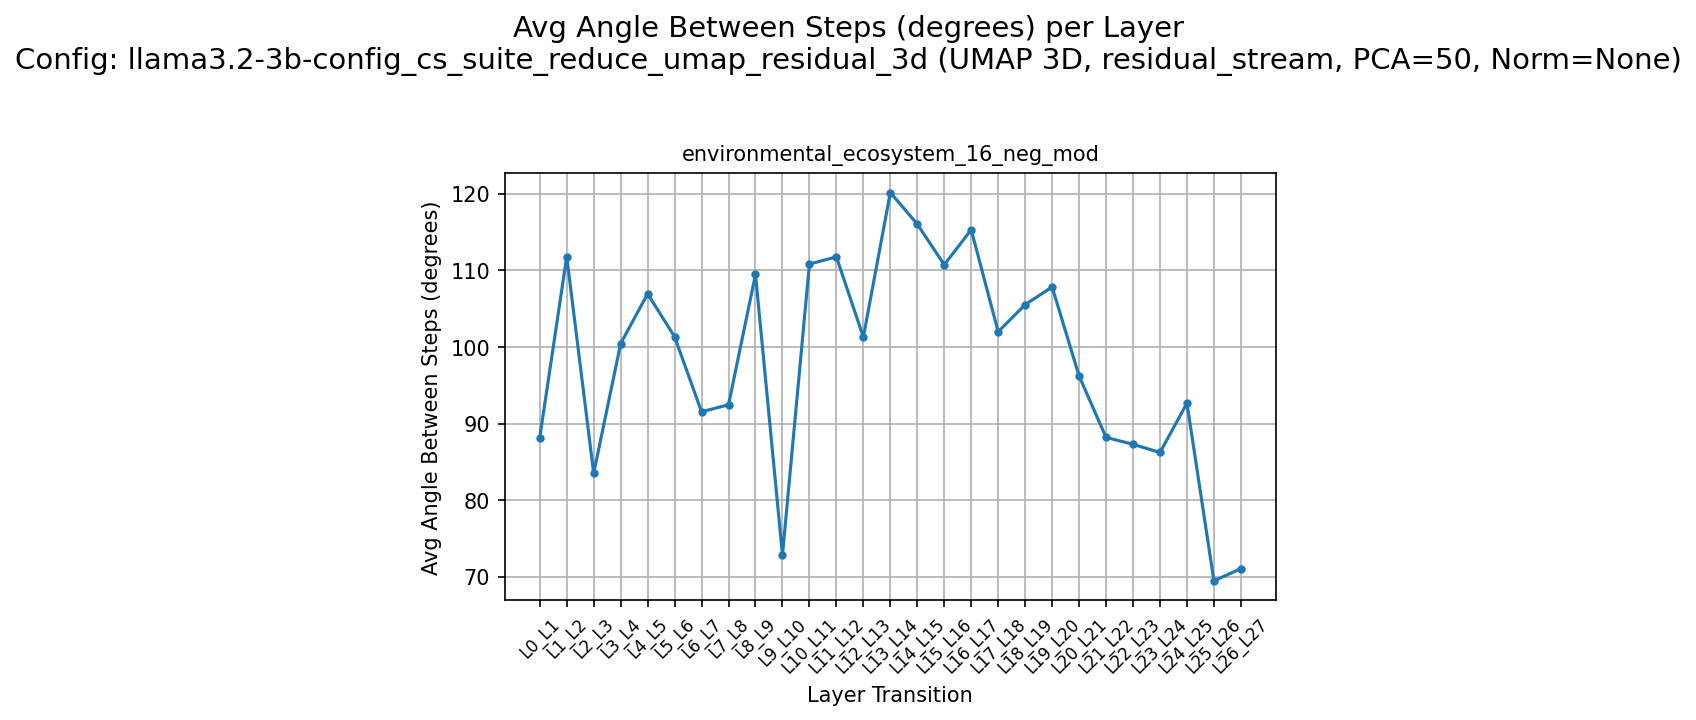 Avg Angle Between Steps (degrees) per Layer
Config: llama3.2-3b-config_cs_suite_reduce_umap_residual_3d (UMAP 3D, residual_stream, PCA=50, Norm=None)
environmental_ecosystem_16_neg_mod
Avg Angle Between Steps (degrees)
120
110
100
90
80
70
L0_L1
L1_L2
L2_L3
L3_L4
L4_L5
L5_L6
L6_L7
L7_L8
L8_L9
L9_L10
L10_L11
L11_L12
L12_L13
L13_L14
L14_L15
L15_L16
L16_L17
L17_L18
L18_L19
L19_L20
L20_L21
L21_L22
L22_L23
L23_L24
L24_L25
L25_L26
L26_L27
Layer Transition